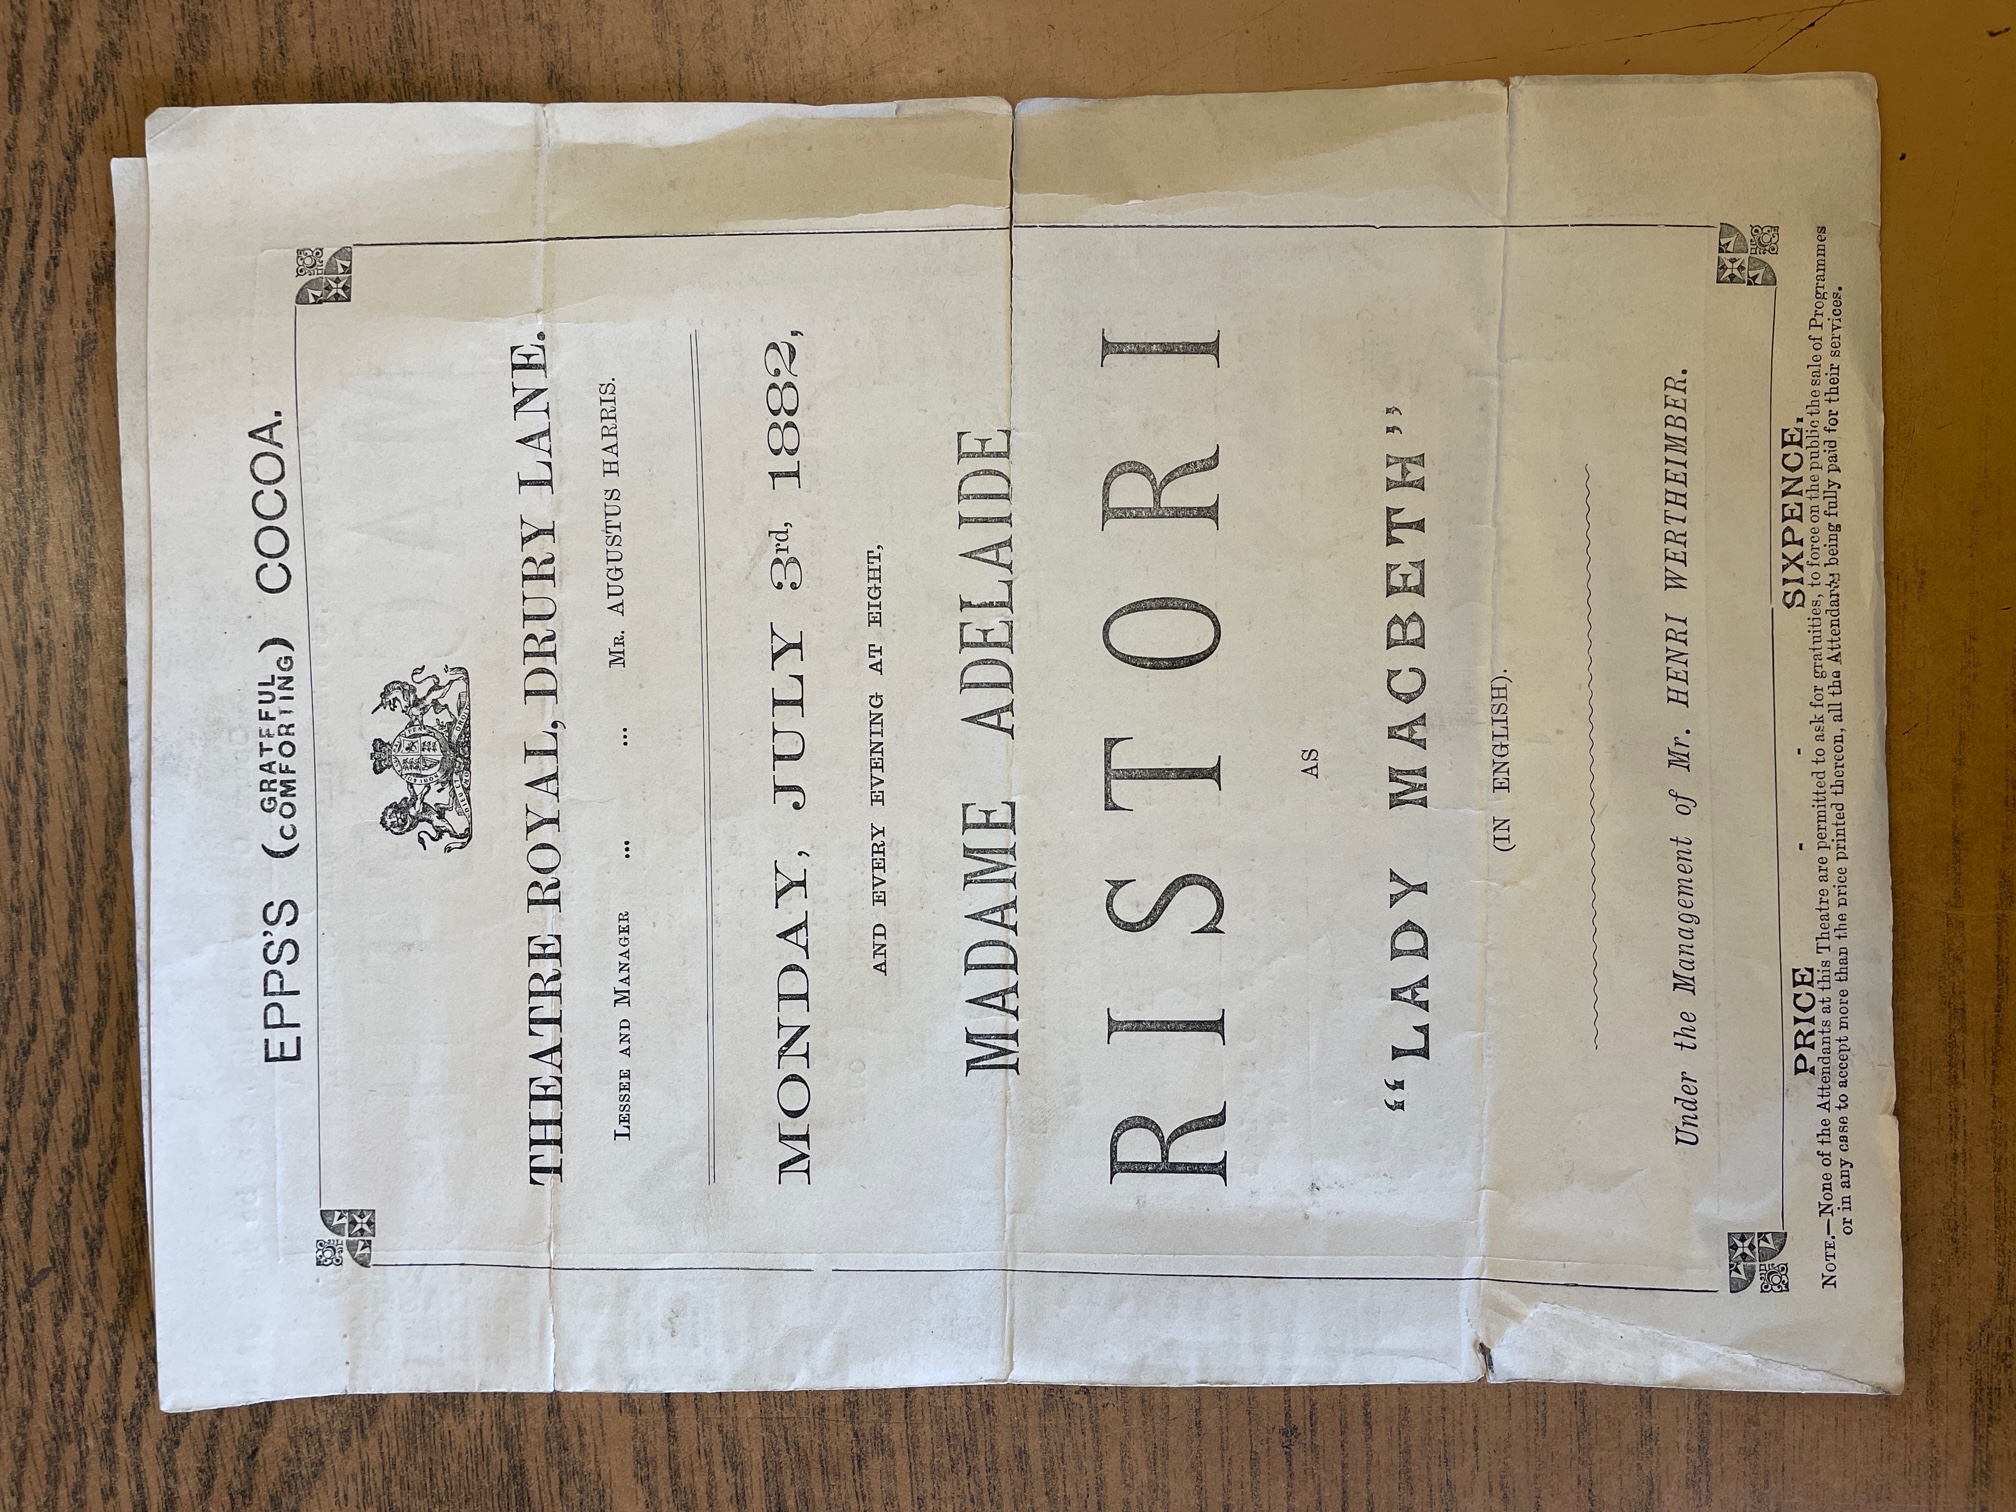 EPPS'S (GRATEFUL COMFORTING) COCOA.
THEATRE ROYAL, DRURY LANE.
LESSEE AND MANAGER ... ... MR. AUGUSTUS HARRIS.
MONDAY, JULY 3rd, 1882,
AND EVERY EVENING AT EIGHT,
MADAME ADELAIDE
RISTORI
AS
“LADY MACBETH”
(IN ENGLISH).
Under the Management of Mr. HENRI WERTHEIMBER.
PRICE - - SIXPENCE.
NOTE.—None of the Attendants at this Theatre are permitted to ask for gratuities, to force on the public the sale of Programmes
or in any case to accept more than the price printed thereon, all the Attendants being fully paid for their services.